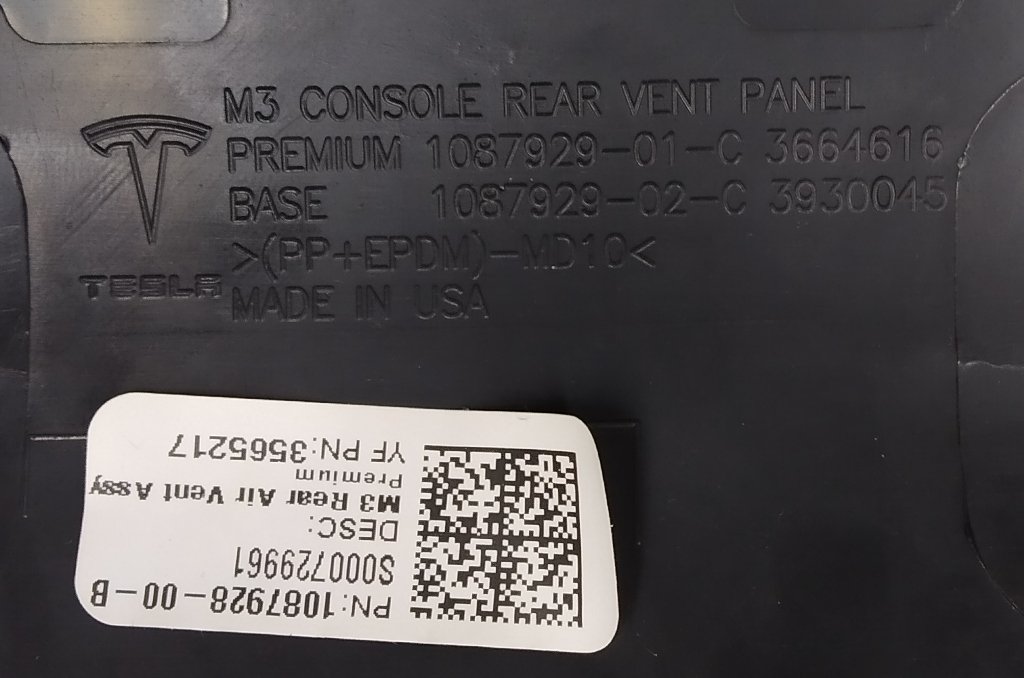 M3 CONSOLE REAR VENT PANEL
PREMIUM 1087929-01-C 3664616
BASE 1087929-02-C 3930045
>(PP+EPDM)-MD10<
TESLA
MADE IN USA
PN:1087928-00-B
S000729961
DESC:
M3 Rear Air Vent Assy
Premium
YF PN:3565217